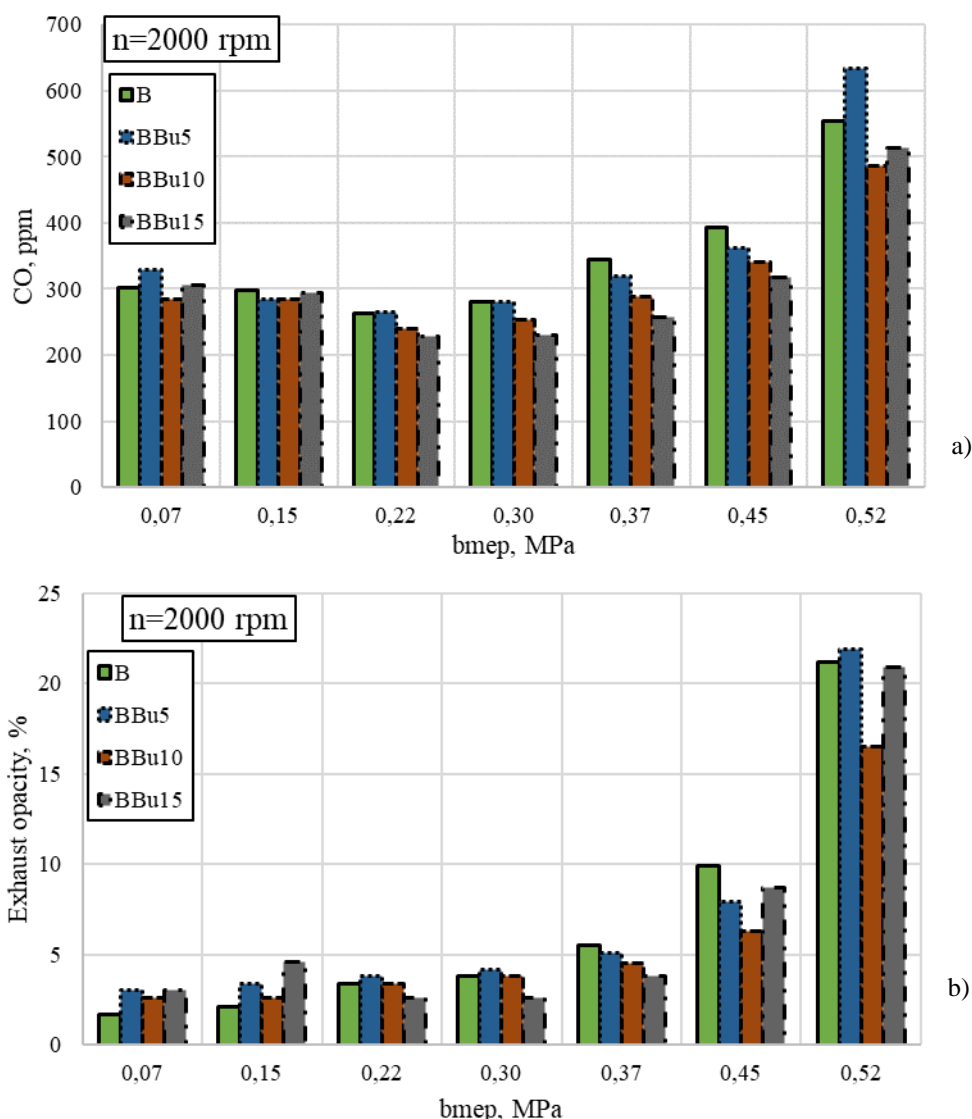 700
n=2000 rpm
600
B
BBu5
500
BBu10
400
BBu15
CO, ppm
300
200
100
0
a)
0,07 0,15 0,22 0,30 0,37 0,45 0,52
bmep, MPa
25
n=2000 rpm
B
20
BBu5
BBu10
BBu15
15
Exhaust opacity, %
10
5
0
b)
0,07 0,15 0,22 0,30 0,37 0,45 0,52
bmep, MPa